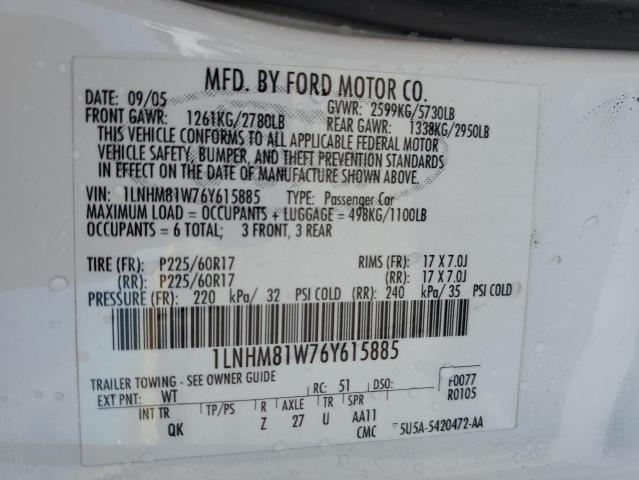 MFD. BY FORD MOTOR CO.
DATE: 09/05 GVWR: 2599KG/5730LB
FRONT GAWR: 1261KG/2780LB REAR GAWR: 1338KG/2950LB
THIS VEHICLE CONFORMS TO ALL APPLICABLE FEDERAL MOTOR
VEHICLE SAFETY, BUMPER, AND THEFT PREVENTION STANDARDS
IN EFFECT ON THE DATE OF MANUFACTURE SHOWN ABOVE.
VIN: 1LNHM81W76Y615885 TYPE: Passenger Car
MAXIMUM LOAD = OCCUPANTS + LUGGAGE = 498KG/1100LB
OCCUPANTS = 6 TOTAL; 3 FRONT, 3 REAR
TIRE (FR): P225/60R17 RIMS (FR): 17 X 7.0J
(RR): P225/60R17 (RR): 17 X 7.0J
PRESSURE (FR): 220 kPa/ 32 PSI COLD (RR): 240 kPa/ 35 PSI COLD
1LNHM81W76Y615885
TRAILER TOWING - SEE OWNER GUIDE
EXT PNT: WT RC: 51 DSO: F0077
R0105
INT TR TP/PS R AXLE TR SPR
QK Z 27 U AA11
CMC 5U5A-5420472-AA